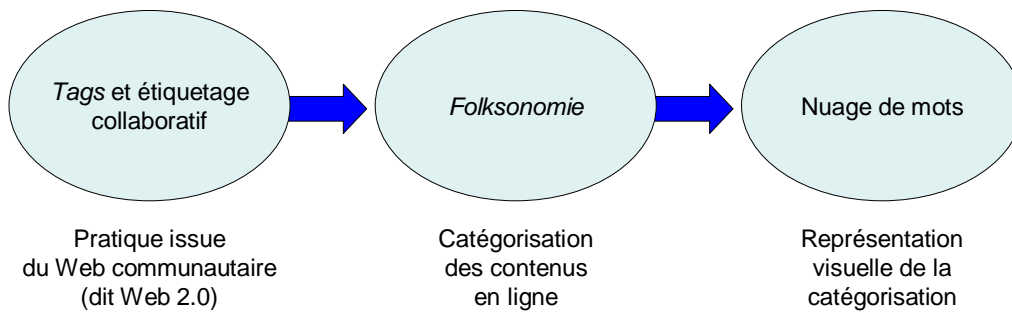 Tags et étiquetage
collaboratif
Folksonomie
Nuage de mots
Pratique issue
du Web communautaire
(dit Web 2.0)
Catégorisation
des contenus
en ligne
Représentation
visuelle de la
catégorisation